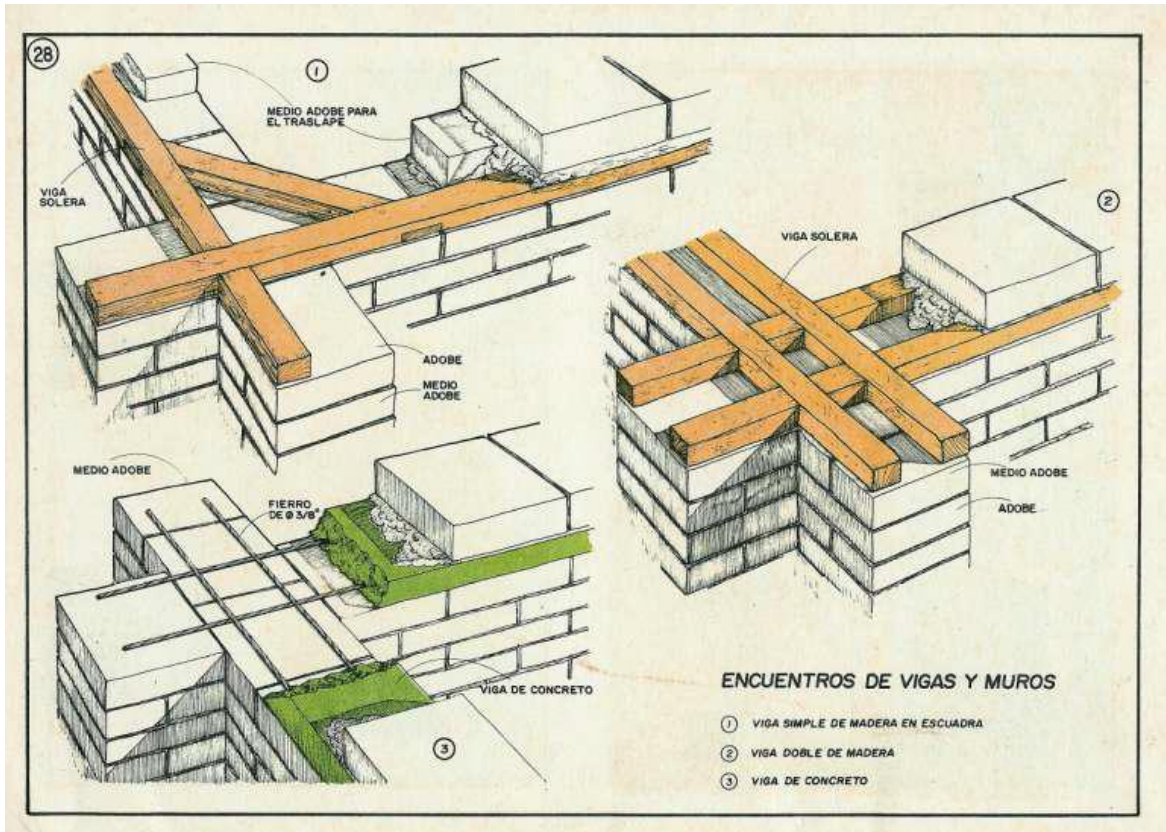 28
1
MEDIO ADOBE PARA
EL TRASLAPE
VIGA
SOLERA
ADOBE
MEDIO
ADOBE
2
VIGA SOLERA
MEDIO ADOBE
ADOBE
MEDIO ADOBE
FIERRO
DE Ø 3/8"
VIGA DE CONCRETO
3
ENCUENTROS DE VIGAS Y MUROS
1 VIGA SIMPLE DE MADERA EN ESCUADRA
2 VIGA DOBLE DE MADERA
3 VIGA DE CONCRETO